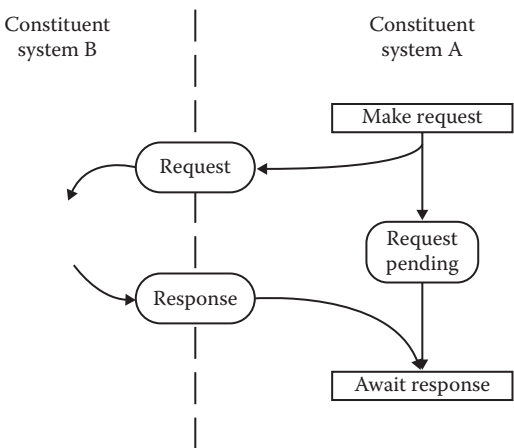 Constituent
system B
Constituent
system A
Make request
Request
Request
pending
Response
Await response